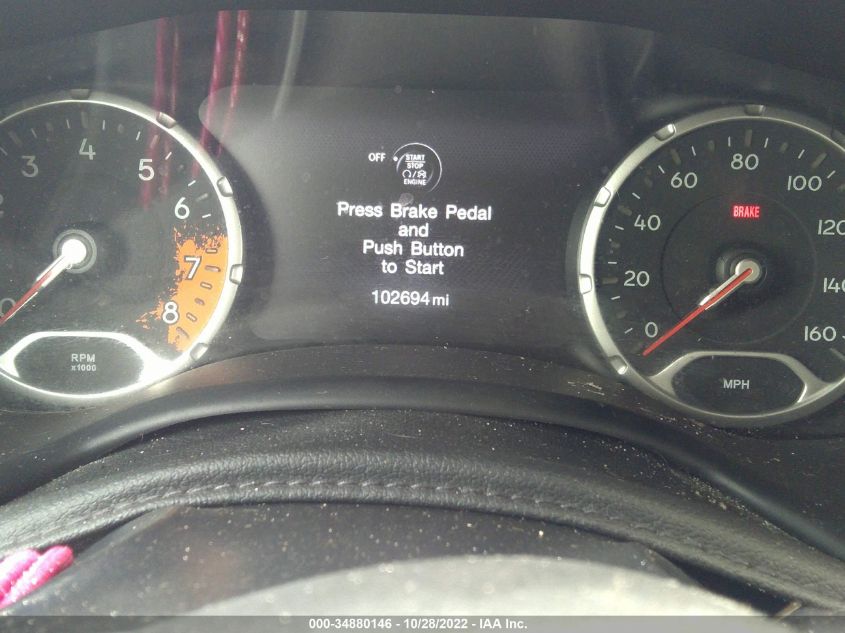 OFF
START
STOP
ENGINE
Press Brake Pedal
and
Push Button
to Start
102694 mi
0
3
4
5
6
7
8
RPM
x1000
0
20
40
60
80
100
120
140
160
BRAKE
MPH
000-34880146 - 10/28/2022 - IAA Inc.